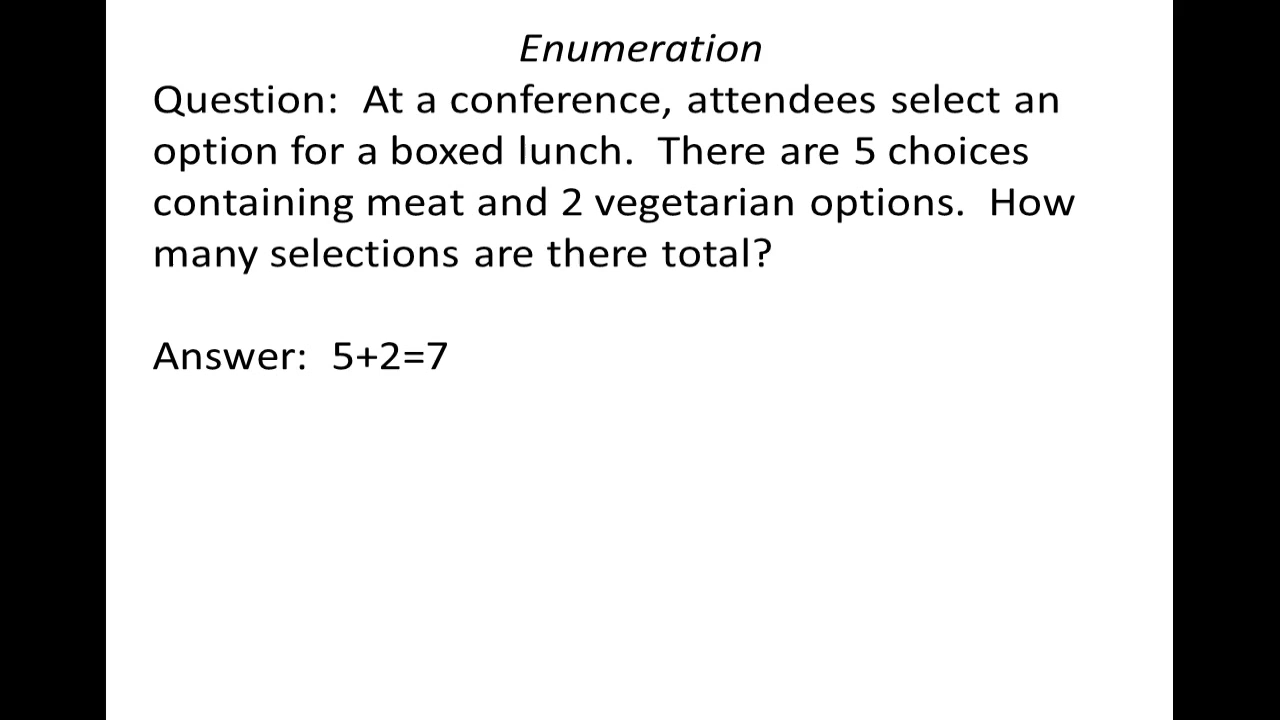 Enumeration
Question:  At a conference, attendees select an
option for a boxed lunch.  There are 5 choices
containing meat and 2 vegetarian options.  How
many selections are there total?
Answer:  5+2=7